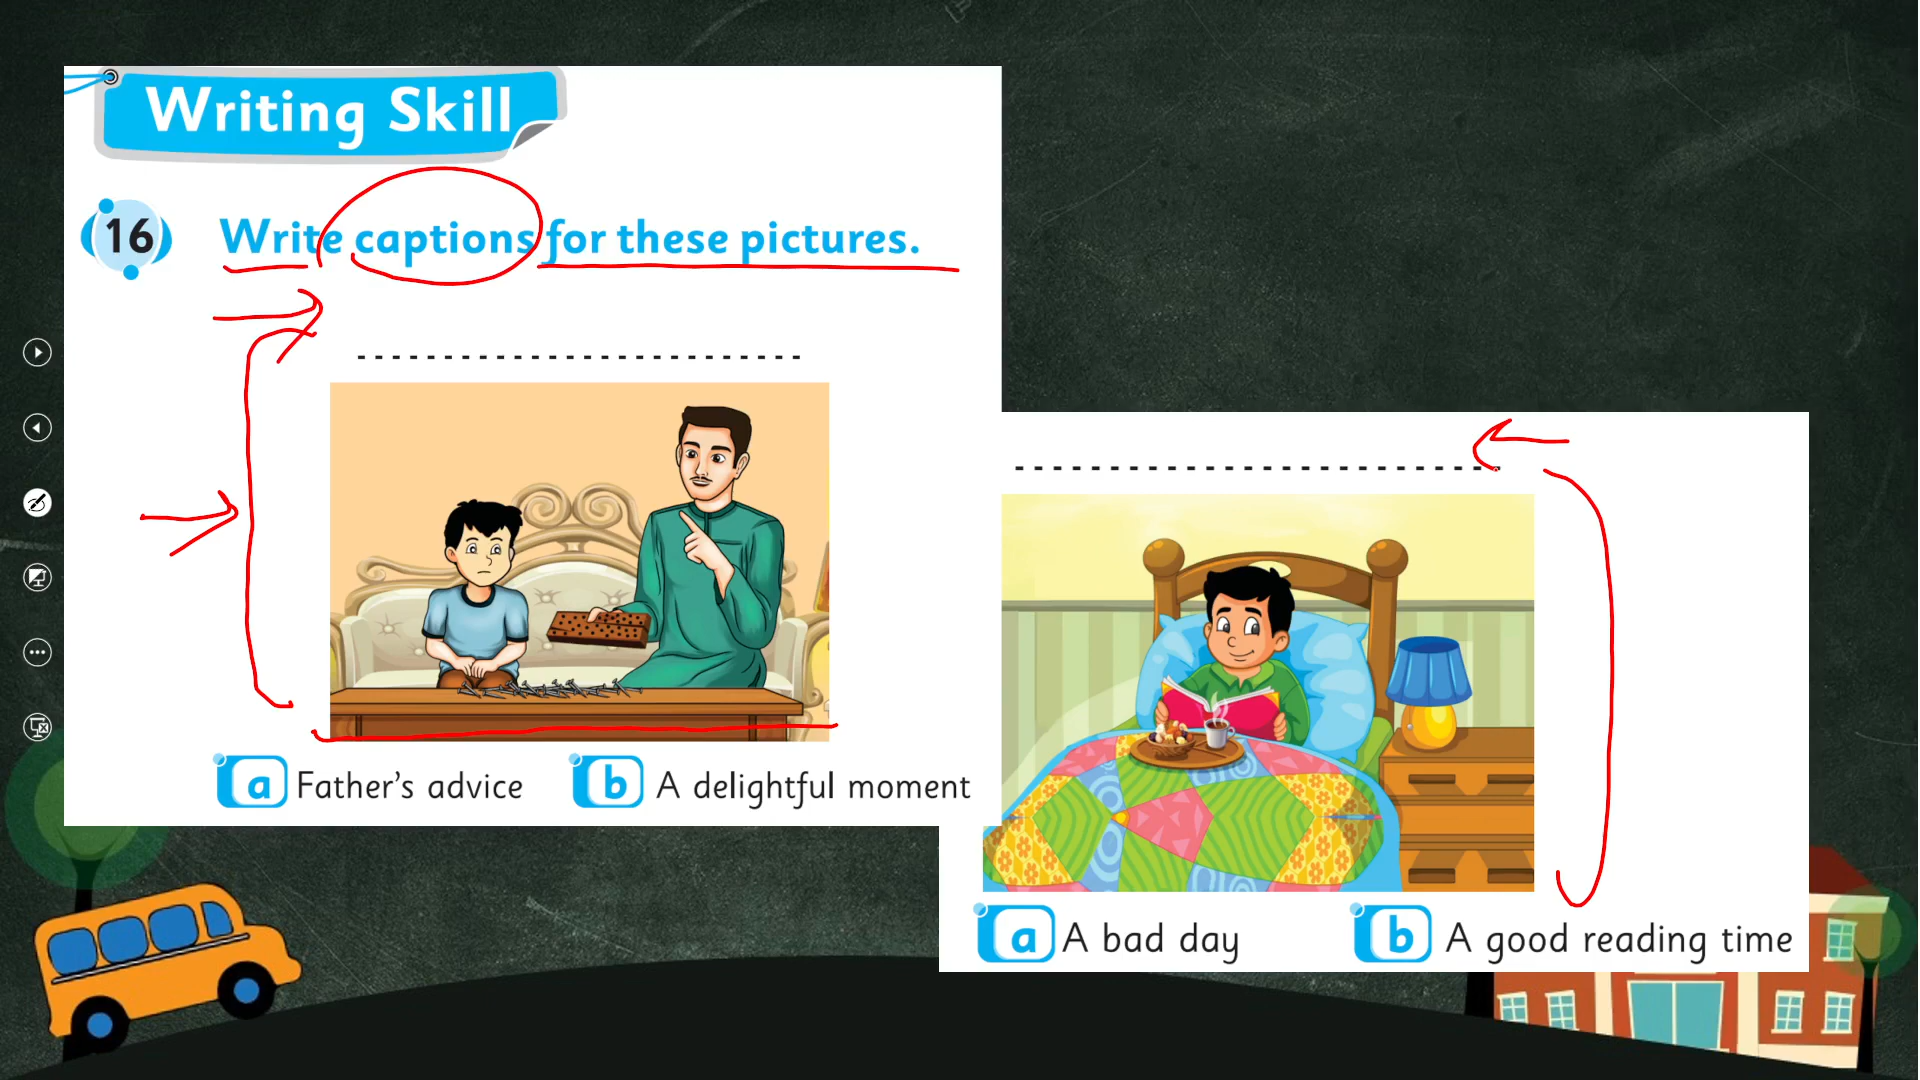 Writing Skill
16 Write captions for these pictures.
a Father's advice b A delightful moment
a A bad day b A good reading time